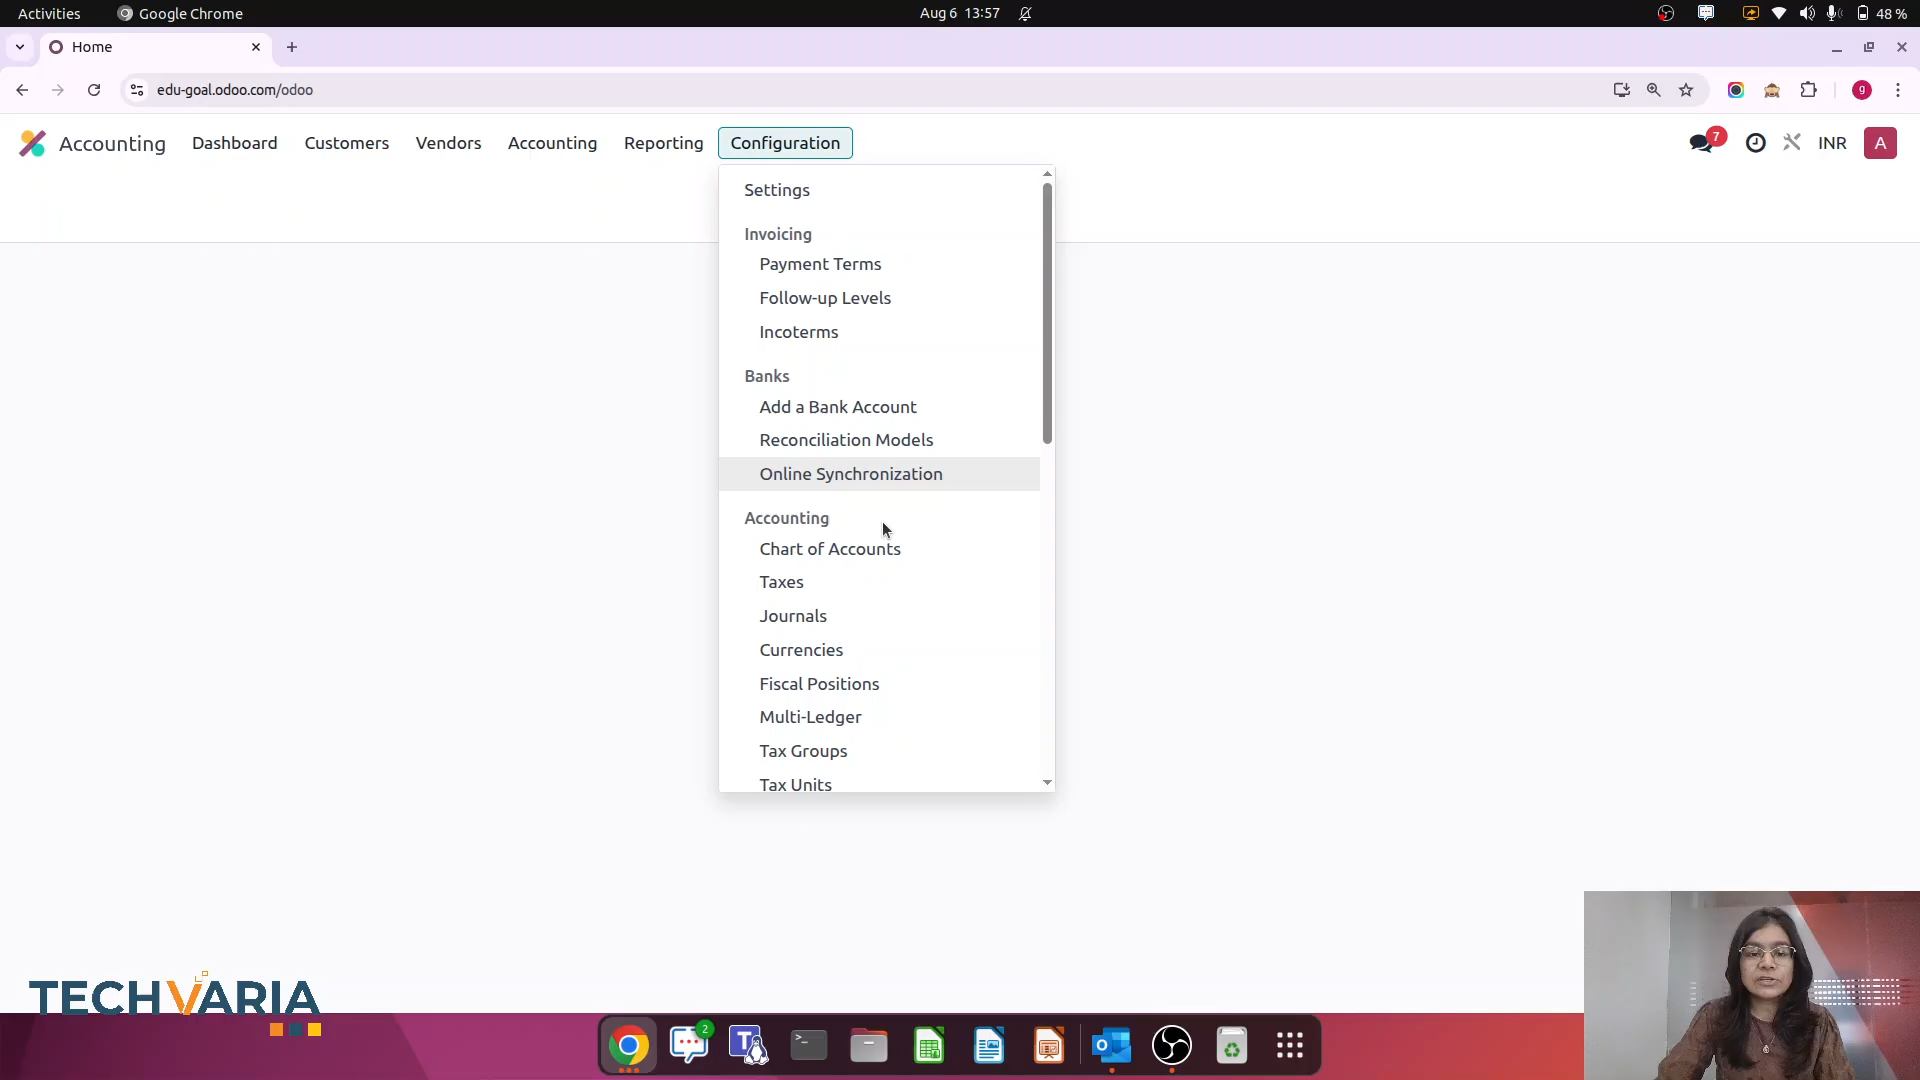 Activities
Google Chrome
Aug 6 13:57
48 %
Home
edu-goal.odoo.com/odoo
g
Accounting
Dashboard
Customers
Vendors
Accounting
Reporting
Configuration
7
INR
A
Settings
Invoicing
Payment Terms
Follow-up Levels
Incoterms
Banks
Add a Bank Account
Reconciliation Models
Online Synchronization
Accounting
Chart of Accounts
Taxes
Journals
Currencies
Fiscal Positions
Multi-Ledger
Tax Groups
Tax Units
TECHVARIA
2
T
>_
O